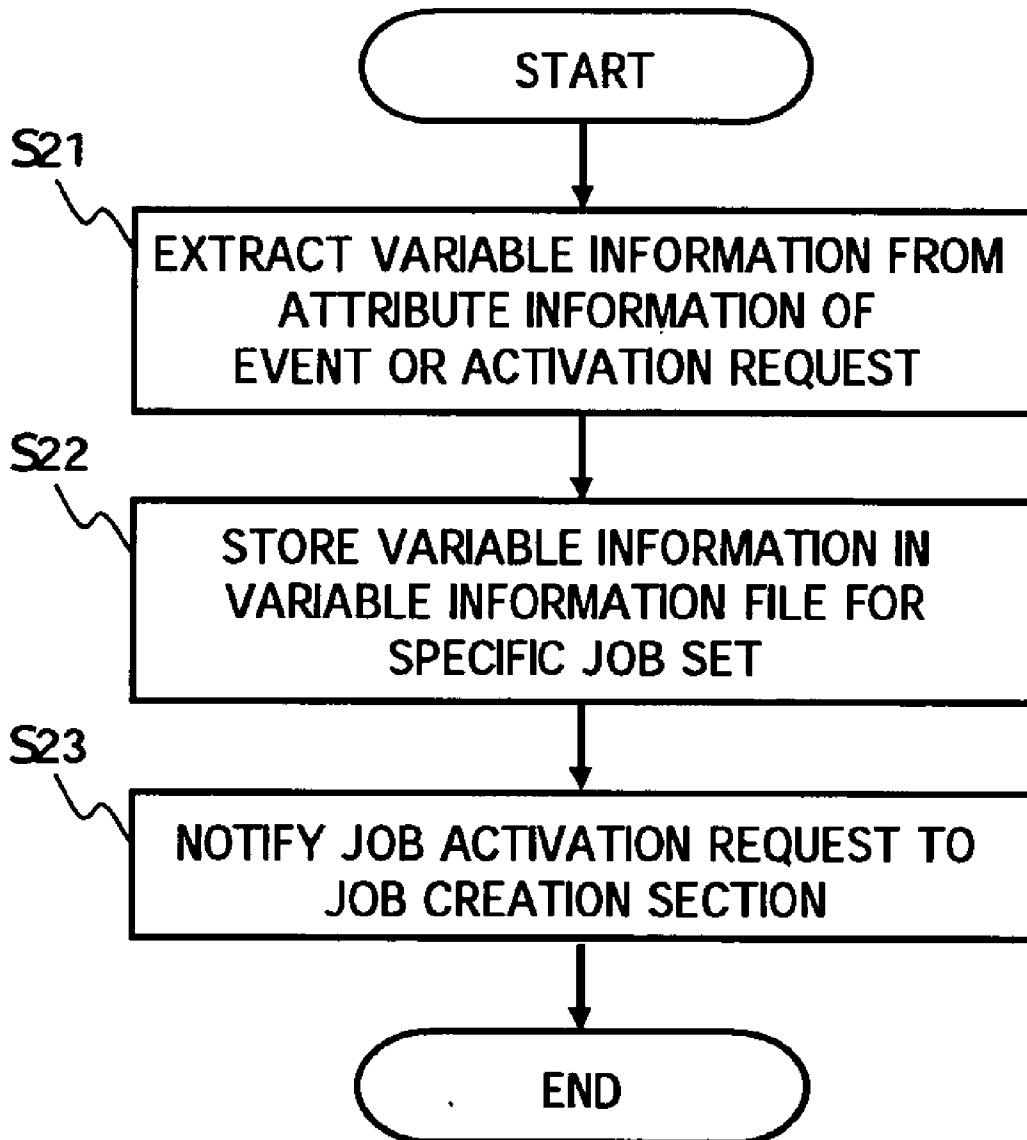 START
S21
EXTRACT VARIABLE INFORMATION FROM
ATTRIBUTE INFORMATION OF
EVENT OR ACTIVATION REQUEST
S22
STORE VARIABLE INFORMATION IN
VARIABLE INFORMATION FILE FOR
SPECIFIC JOB SET
S23
NOTIFY JOB ACTIVATION REQUEST TO
JOB CREATION SECTION
END